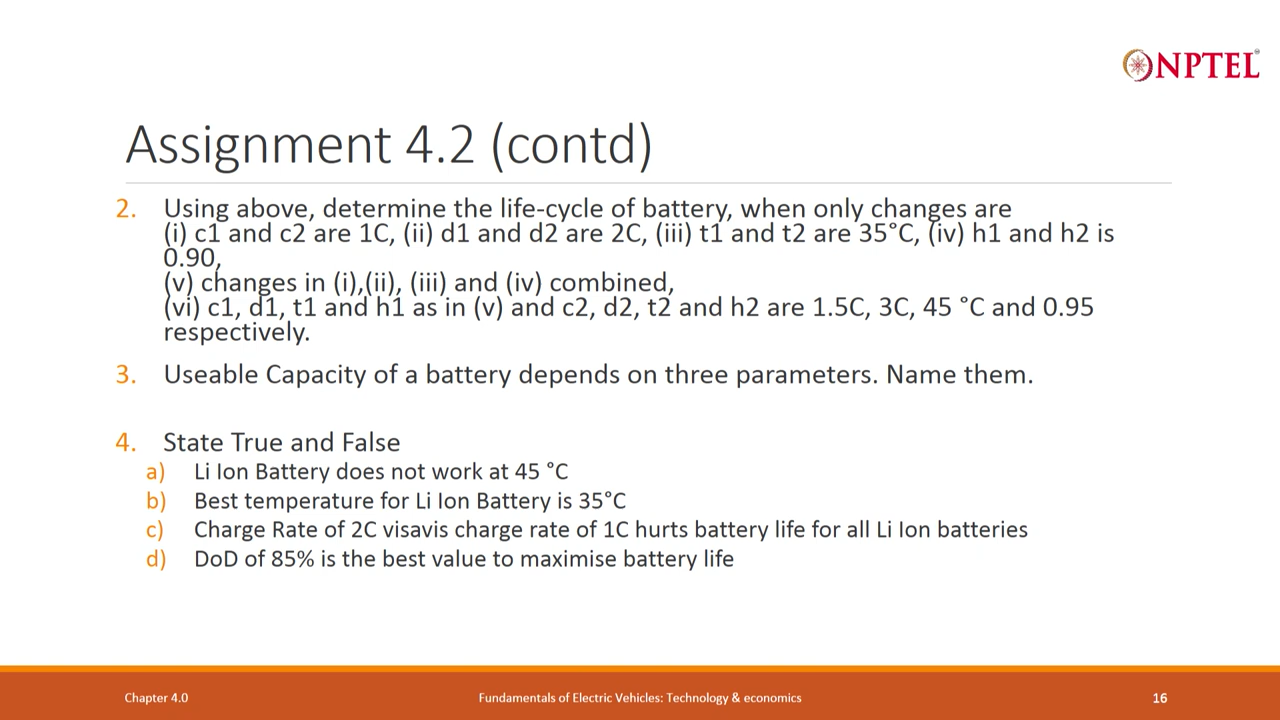 NPTEL
Assignment 4.2 (contd)
2. Using above, determine the life-cycle of battery, when only changes are
(i) c1 and c2 are 1C, (ii) d1 and d2 are 2C, (iii) t1 and t2 are 35°C, (iv) h1 and h2 is
0.90,
(v) changes in (i),(ii), (iii) and (iv) combined,
(vi) c1, d1, t1 and h1 as in (v) and c2, d2, t2 and h2 are 1.5C, 3C, 45 °C and 0.95
respectively.
3. Useable Capacity of a battery depends on three parameters. Name them.
4. State True and False
a) Li Ion Battery does not work at 45 °C
b) Best temperature for Li Ion Battery is 35°C
c) Charge Rate of 2C visavis charge rate of 1C hurts battery life for all Li Ion batteries
d) DoD of 85% is the best value to maximise battery life
Chapter 4.0
Fundamentals of Electric Vehicles: Technology & economics
16